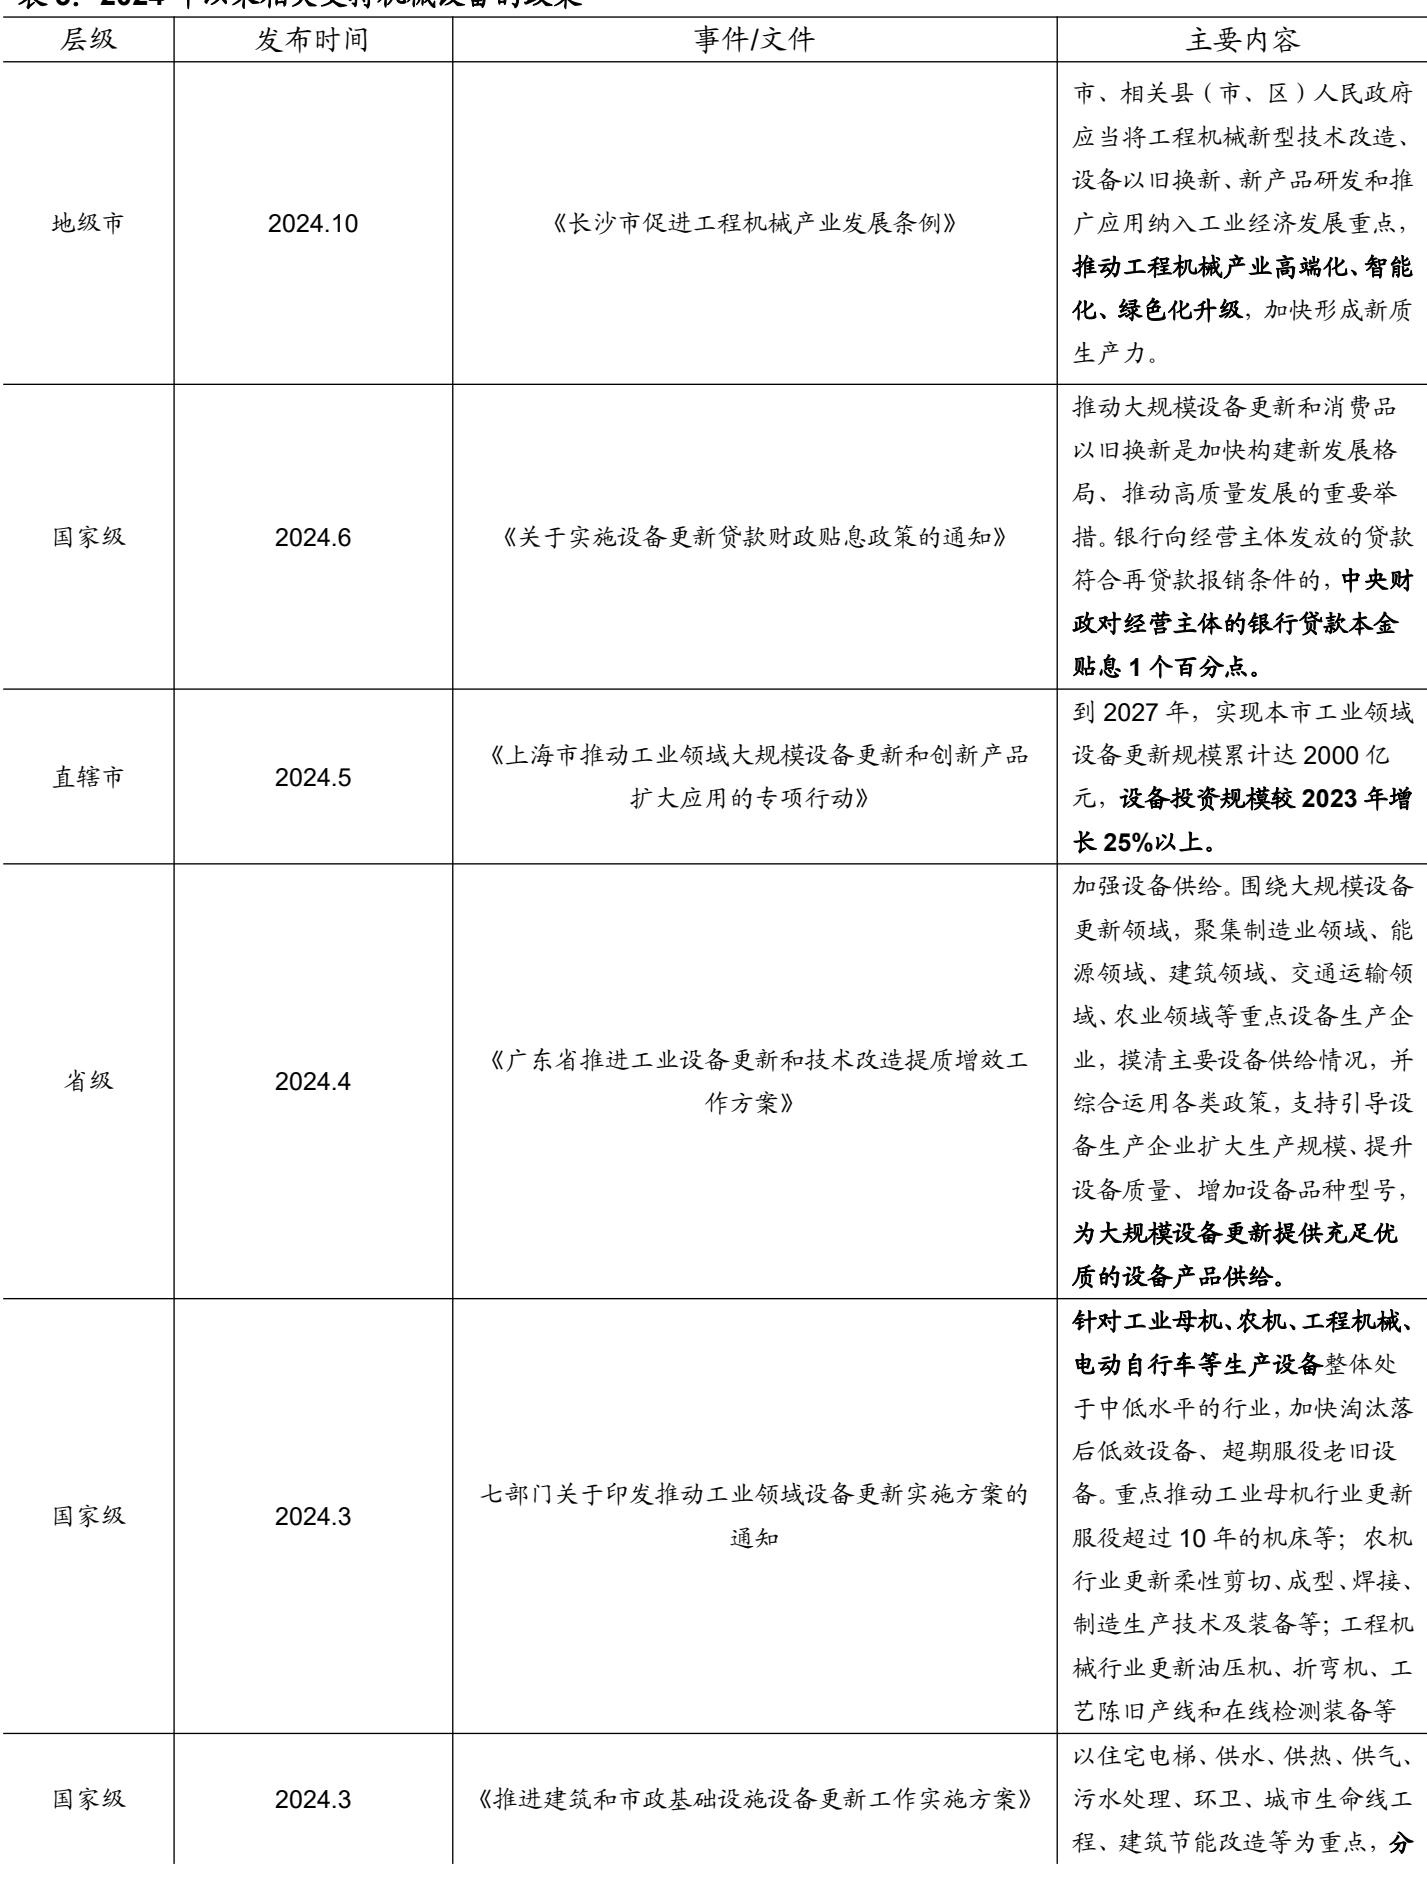 表 3：2024 年以来相关支持机械设备的政策
层级 发布时间 事件/文件 主要内容
地级市 2024.10 《长沙市促进工程机械产业发展条例》
市、相关县（市、区）人民政府
应当将工程机械新型技术改造、
设备以旧换新、新产品研发和推
广应用纳入工业经济发展重点，
推动工程机械产业高端化、智能
化、绿色化升级，加快形成新质
生产力。
国家级 2024.6 《关于实施设备更新贷款财政贴息政策的通知》
推动大规模设备更新和消费品
以旧换新是加快构建新发展格
局、推动高质量发展的重要举
措。银行向经营主体发放的贷款
符合再贷款报销条件的，中央财
政对经营主体的银行贷款本金
贴息 1 个百分点。
直辖市 2024.5
《上海市推动工业领域大规模设备更新和创新产品
扩大应用的专项行动》
到 2027 年，实现本市工业领域
设备更新规模累计达 2000 亿
元，设备投资规模较 2023 年增
长 25%以上。
省级 2024.4
《广东省推进工业设备更新和技术改造提质增效工
作方案》
加强设备供给。围绕大规模设备
更新领域，聚集制造业领域、能
源领域、建筑领域、交通运输领
域、农业领域等重点设备生产企
业，摸清主要设备供给情况，并
综合运用各类政策，支持引导设
备生产企业扩大生产规模、提升
设备质量、增加设备品种型号，
为大规模设备更新提供充足优
质的设备产品供给。
国家级 2024.3
七部门关于印发推动工业领域设备更新实施方案的
通知
针对工业母机、农机、工程机械、
电动自行车等生产设备整体处
于中低水平的行业，加快淘汰落
后低效设备、超期服役老旧设
备。重点推动工业母机行业更新
服役超过 10 年的机床等；农机
行业更新柔性剪切、成型、焊接、
制造生产技术及装备等；工程机
械行业更新油压机、折弯机、工
艺陈旧产线和在线检测装备等
国家级 2024.3 《推进建筑和市政基础设施设备更新工作实施方案》
以住宅电梯、供水、供热、供气、
污水处理、环卫、城市生命线工
程、建筑节能改造等为重点，分